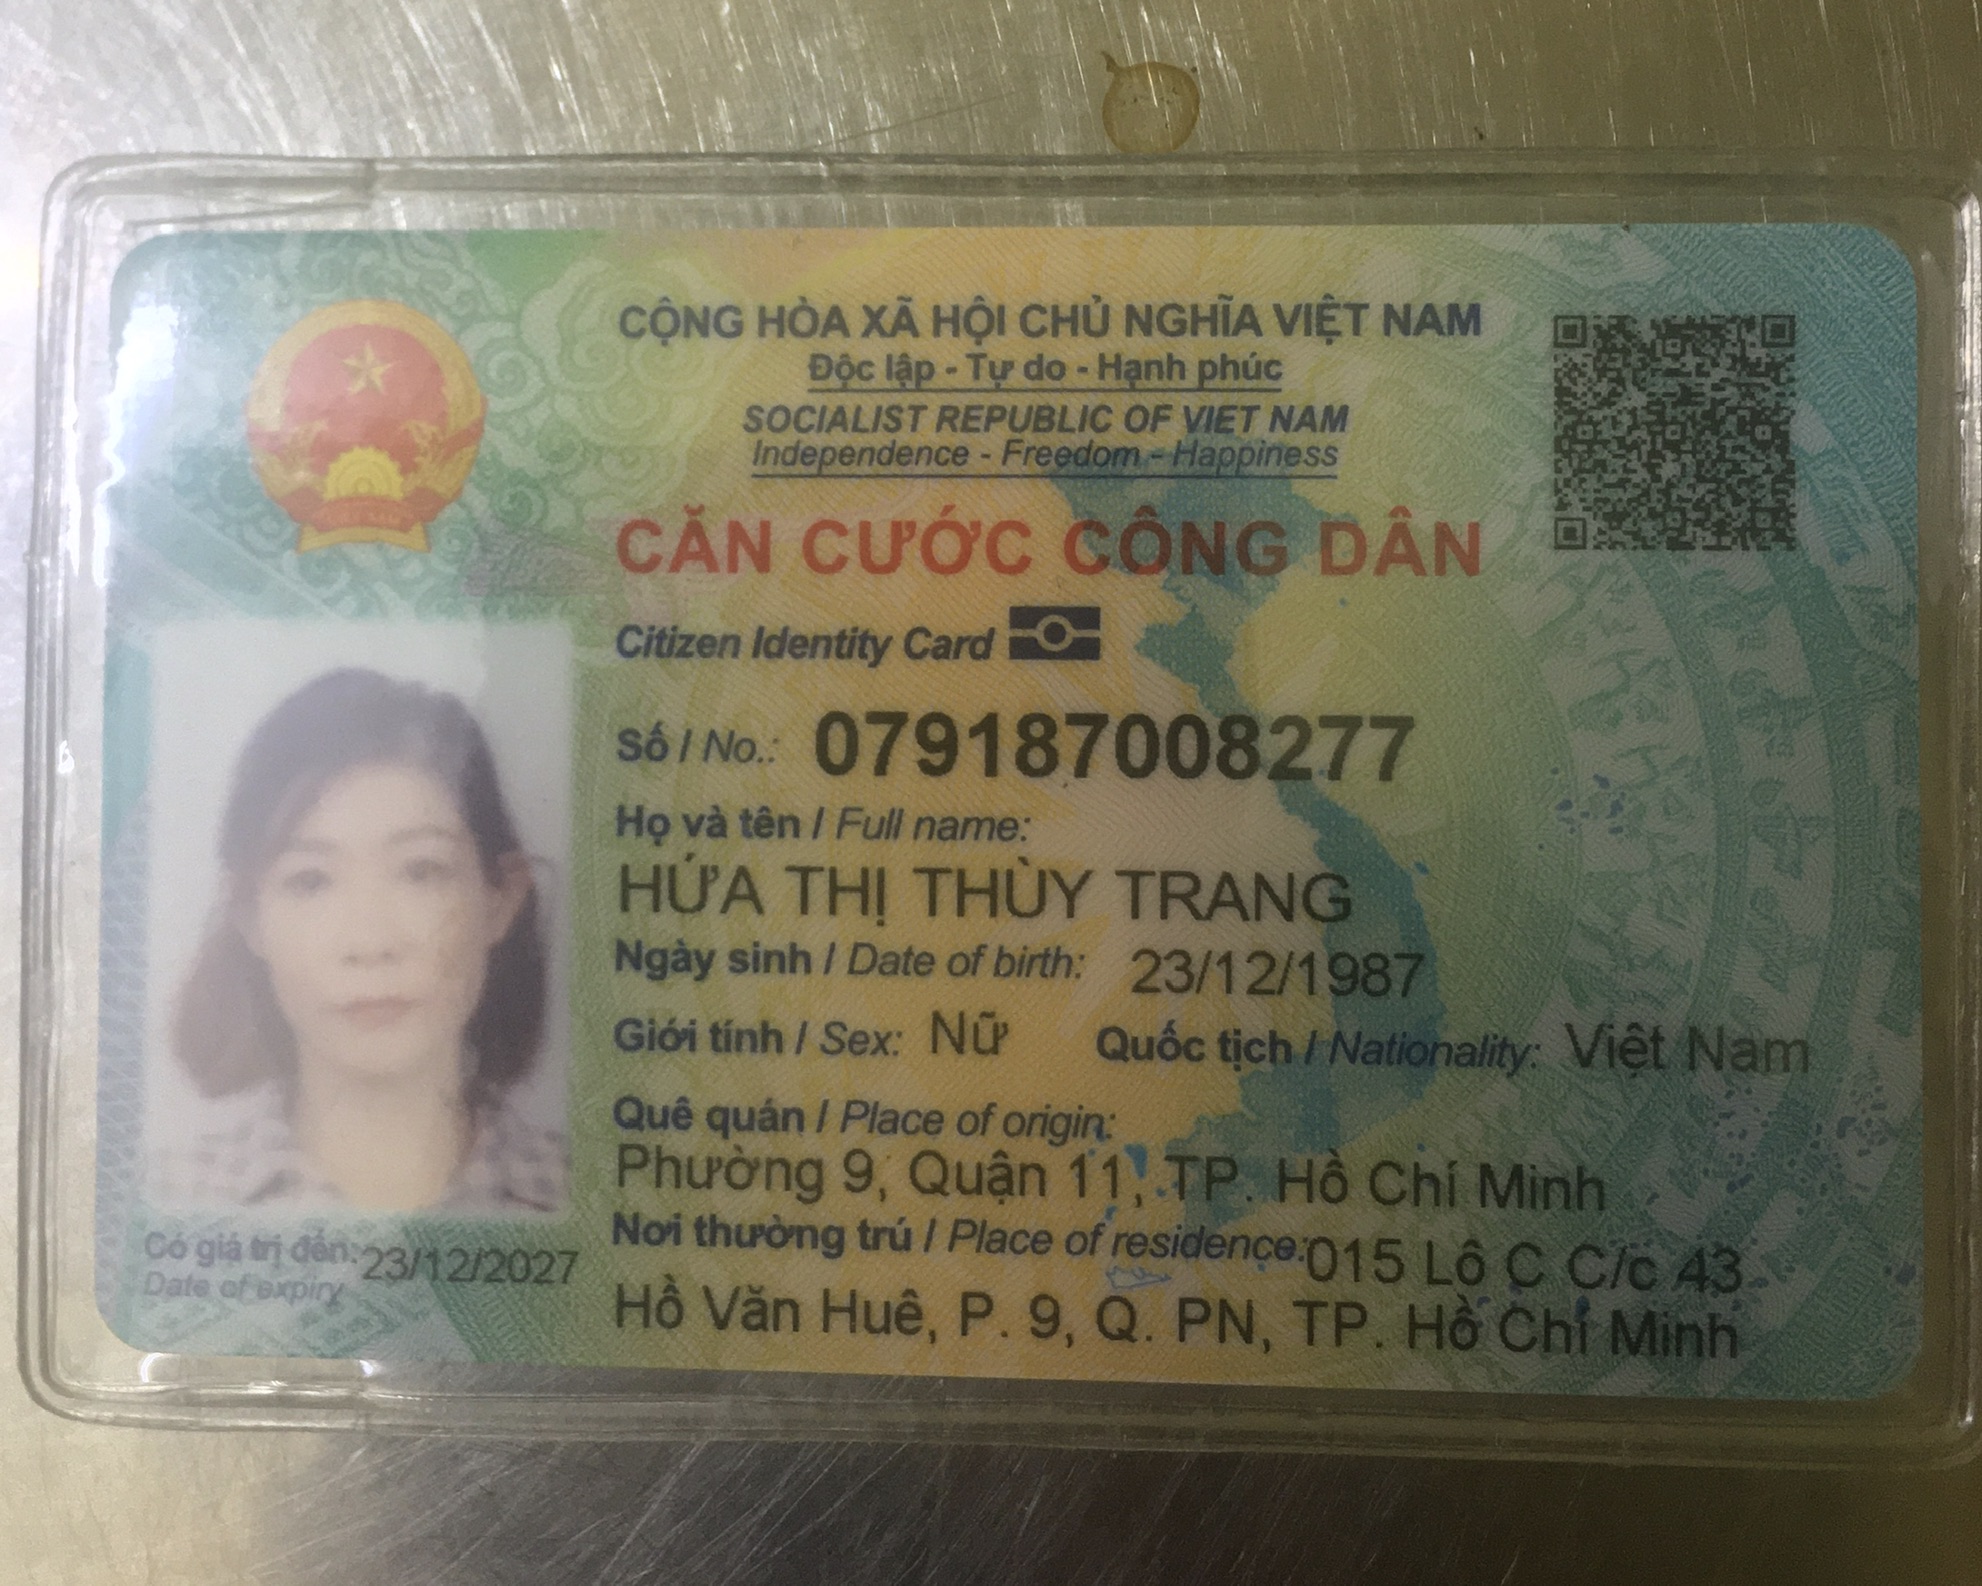 CỘNG HÒA XÃ HỘI CHỦ NGHĨA VIỆT NAM
Độc lập - Tự do - Hạnh phúc
SOCIALIST REPUBLIC OF VIET NAM
Independence - Freedom - Happiness
CĂN CƯỚC CÔNG DÂN
Citizen Identity Card
Số / No.: 079187008277
Họ và tên / Full name:
HỨA THỊ THÙY TRANG
Ngày sinh / Date of birth: 23/12/1987
Giới tính / Sex: Nữ Quốc tịch / Nationality: Việt Nam
Quê quán / Place of origin:
Phường 9, Quận 11, TP. Hồ Chí Minh
Nơi thường trú / Place of residence: 015 Lô C C/c 43
Hồ Văn Huê, P. 9, Q. PN, TP. Hồ Chí Minh
Có giá trị đến: 23/12/2027
Date of expiry